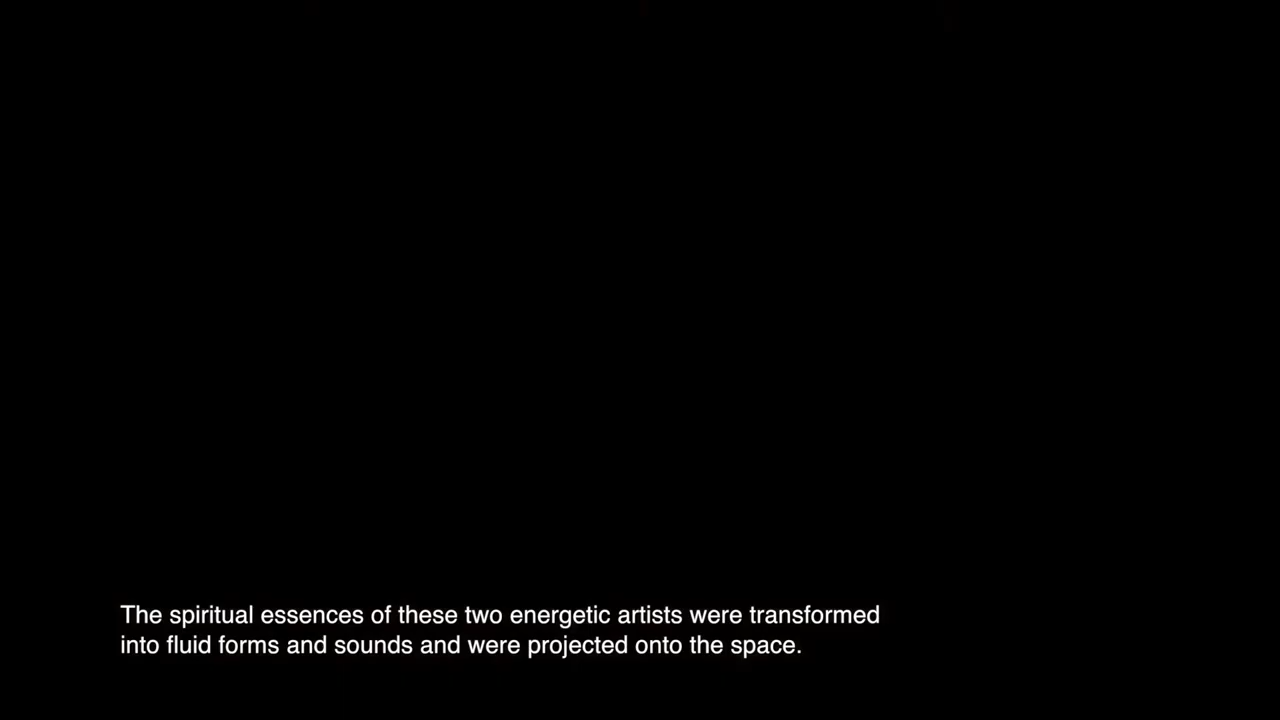 The spiritual essences of these two energetic artists were transformed
into fluid forms and sounds and were projected onto the space.